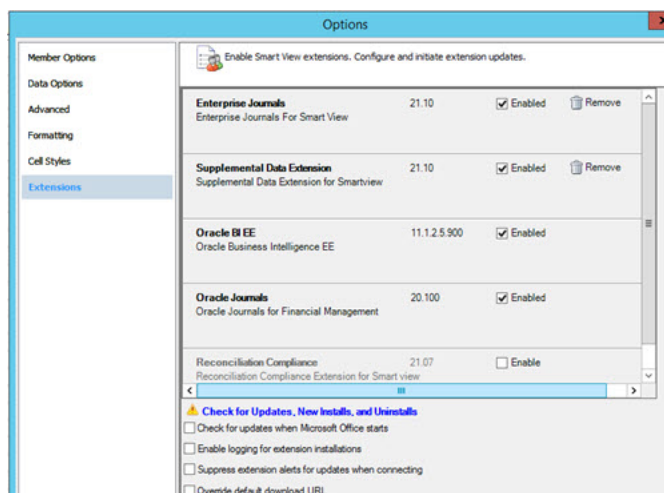 Options
Member Options
Data Options
Advanced
Formatting
Cell Styles
Extensions
Enable Smart View extensions. Configure and initiate extension updates.
Enterprise Journals 21.10 Enabled Remove
Enterprise Journals For Smart View
Supplemental Data Extension 21.10 Enabled Remove
Supplemental Data Extension for Smartview
Oracle BI EE 11.1.2.5.900 Enabled
Oracle Business Intelligence EE
Oracle Journals 20.100 Enabled
Oracle Journals for Financial Management
Reconciliation Compliance 21.07 Enable
Reconciliation Compliance Extension for Smart view
Check for Updates, New Installs, and Uninstalls
Check for updates when Microsoft Office starts
Enable logging for extension installations
Suppress extension alerts for updates when connecting
Override default download URL